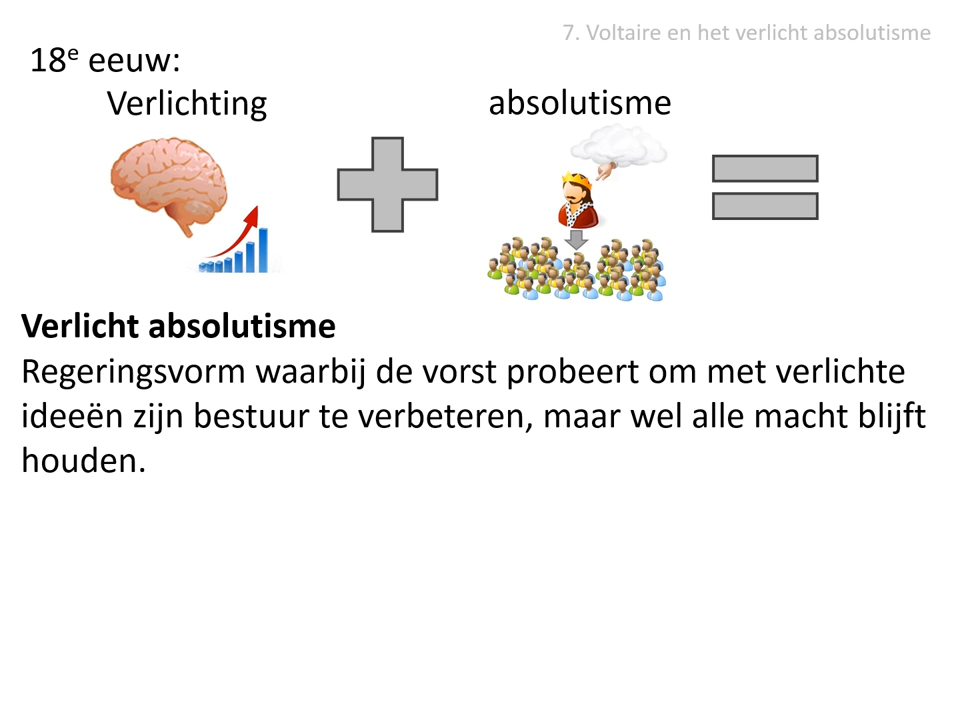 7. Voltaire en het verlicht absolutisme
18e eeuw:
Verlichting
absolutisme
Verlicht absolutisme
Regeringsvorm waarbij de vorst probeert om met verlichte
ideeën zijn bestuur te verbeteren, maar wel alle macht blijft
houden.